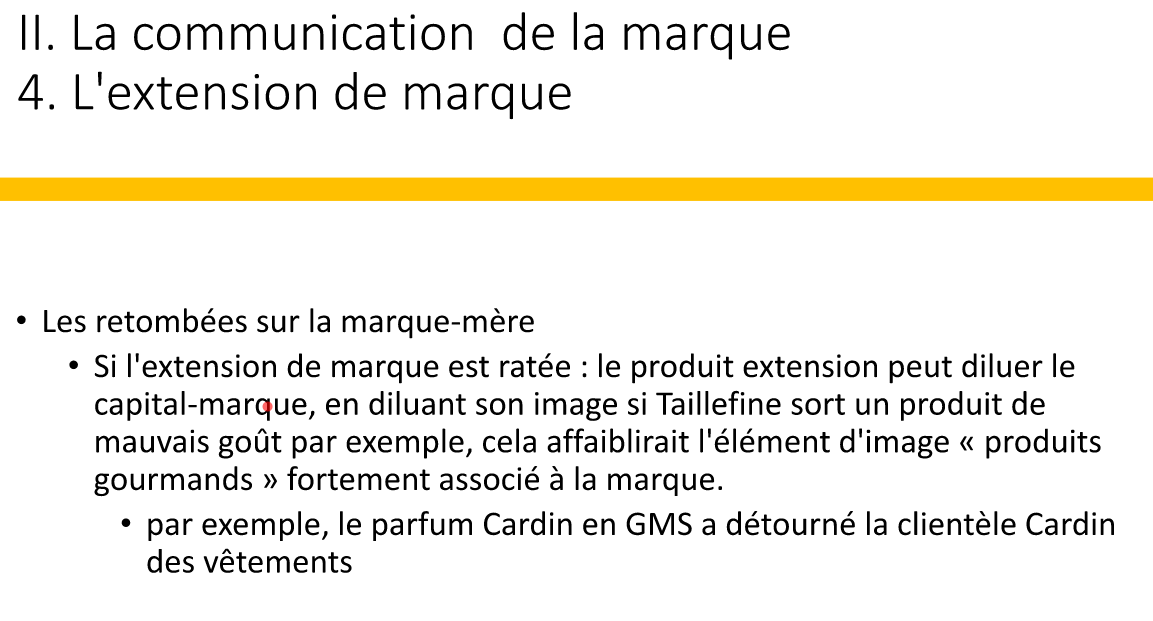 II. La communication  de la marque
4. L'extension de marque
• Les retombées sur la marque-mère
• Si l'extension de marque est ratée : le produit extension peut diluer le
capital-marque, en diluant son image si Taillefine sort un produit de
mauvais goût par exemple, cela affaiblirait l'élément d'image « produits
gourmands » fortement associé à la marque.
• par exemple, le parfum Cardin en GMS a détourné la clientèle Cardin
des vêtements